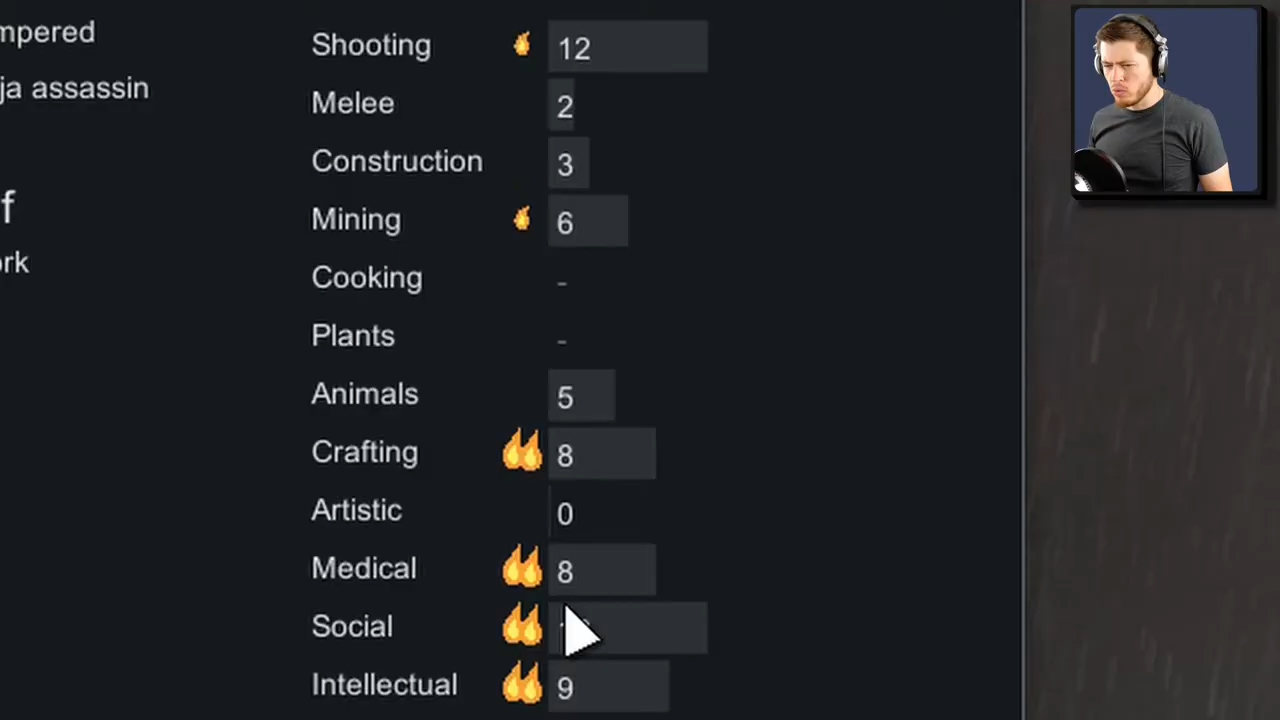 mpered
ja assassin
f
ork
Shooting 12
Melee 2
Construction 3
Mining 6
Cooking -
Plants -
Animals 5
Crafting 8
Artistic 0
Medical 8
Social
Intellectual 9